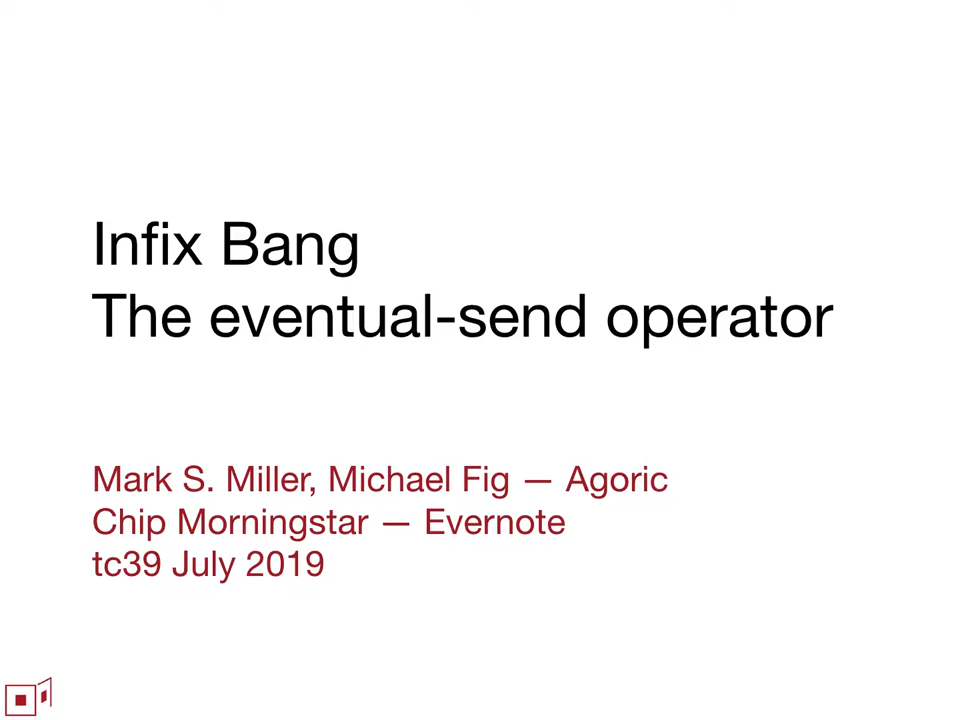 Infix Bang
The eventual-send operator
Mark S. Miller, Michael Fig — Agoric
Chip Morningstar — Evernote
tc39 July 2019